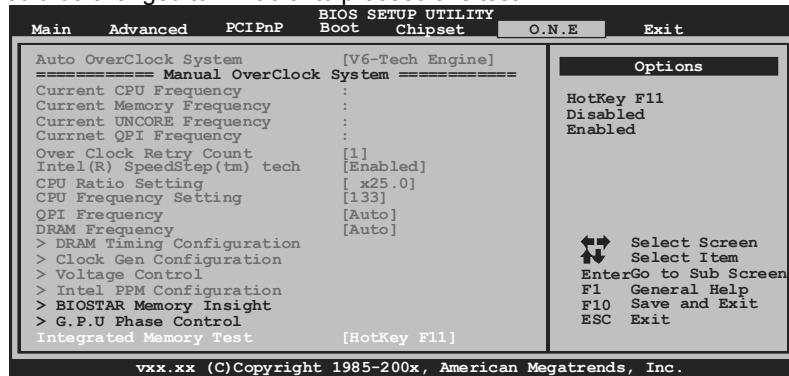 BIOS SETUP UTILITY
Main Advanced PCIPnP Boot Chipset O.N.E Exit
Auto OverClock System [V6-Tech Engine]
============ Manual OverClock System ============
Current CPU Frequency :
Current Memory Frequency :
Current UNCORE Frequency :
Currnet QPI Frequency :
Over Clock Retry Count [1]
Intel(R) SpeedStep(tm) tech [Enabled]
CPU Ratio Setting [ x25.0]
CPU Frequency Setting [133]
QPI Frequency [Auto]
DRAM Frequency [Auto]
> DRAM Timing Configuration
> Clock Gen Configuration
> Voltage Control
> Intel PPM Configuration
> BIOSTAR Memory Insight
> G.P.U Phase Control
Integrated Memory Test [HotKey F11]
Options
HotKey F11
Disabled
Enabled
Select Screen
Select Item
EnterGo to Sub Screen
F1 General Help
F10 Save and Exit
ESC Exit
vxx.xx (C)Copyright 1985-200x, American Megatrends, Inc.